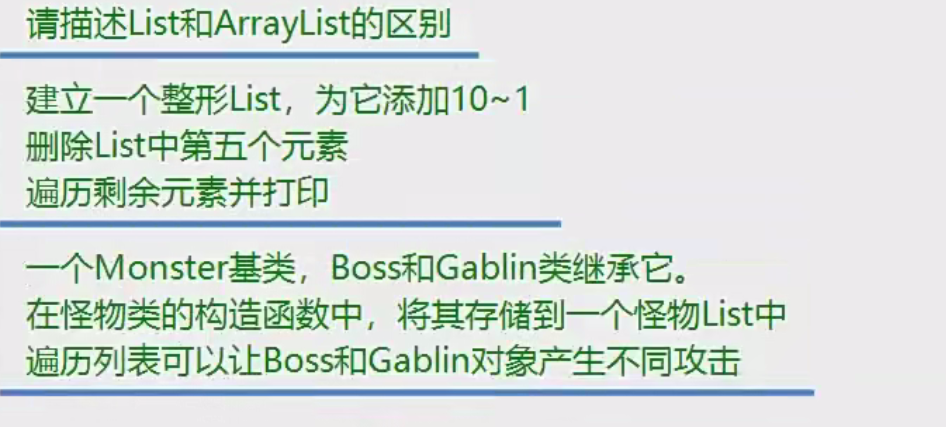 请描述List和ArrayList的区别
建立一个整形List，为它添加10~1
删除List中第五个元素
遍历剩余元素并打印
一个Monster基类，Boss和Gablin类继承它。
在怪物类的构造函数中，将其存储到一个怪物List中
遍历列表可以让Boss和Gablin对象产生不同攻击